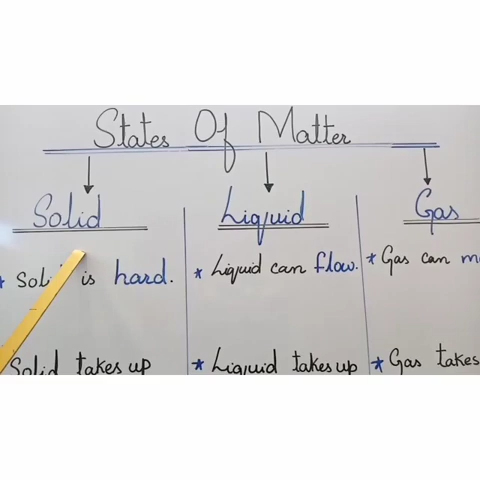 States Of Matter
Solid
Liquid
Gas
is hard.
Liquid can flow.
Gas can
Solid takes up
Liquid takes up
Gas takes